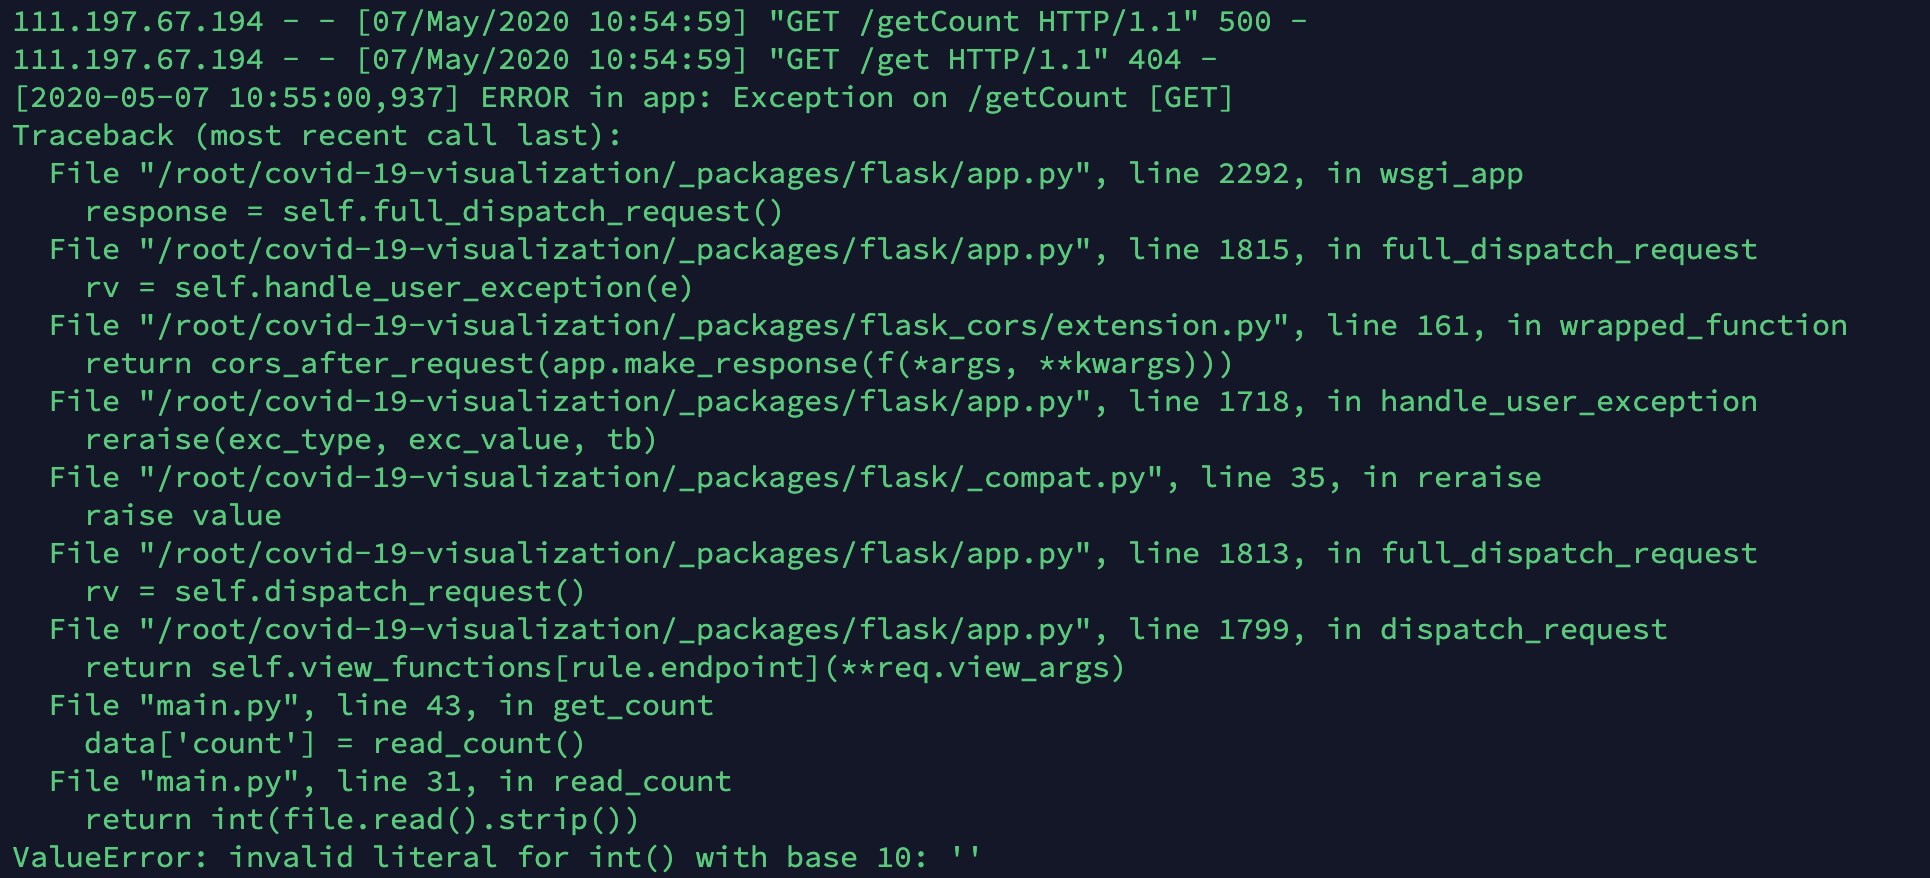 111.197.67.194 - - [07/May/2020 10:54:59] "GET /getCount HTTP/1.1" 500 -
111.197.67.194 - - [07/May/2020 10:54:59] "GET /get HTTP/1.1" 404 -
[2020-05-07 10:55:00,937] ERROR in app: Exception on /getCount [GET]
Traceback (most recent call last):
  File "/root/covid-19-visualization/_packages/flask/app.py", line 2292, in wsgi_app
    response = self.full_dispatch_request()
  File "/root/covid-19-visualization/_packages/flask/app.py", line 1815, in full_dispatch_request
    rv = self.handle_user_exception(e)
  File "/root/covid-19-visualization/_packages/flask_cors/extension.py", line 161, in wrapped_function
    return cors_after_request(app.make_response(f(*args, **kwargs)))
  File "/root/covid-19-visualization/_packages/flask/app.py", line 1718, in handle_user_exception
    reraise(exc_type, exc_value, tb)
  File "/root/covid-19-visualization/_packages/flask/_compat.py", line 35, in reraise
    raise value
  File "/root/covid-19-visualization/_packages/flask/app.py", line 1813, in full_dispatch_request
    rv = self.dispatch_request()
  File "/root/covid-19-visualization/_packages/flask/app.py", line 1799, in dispatch_request
    return self.view_functions[rule.endpoint](**req.view_args)
  File "main.py", line 43, in get_count
    data['count'] = read_count()
  File "main.py", line 31, in read_count
    return int(file.read().strip())
ValueError: invalid literal for int() with base 10: ''